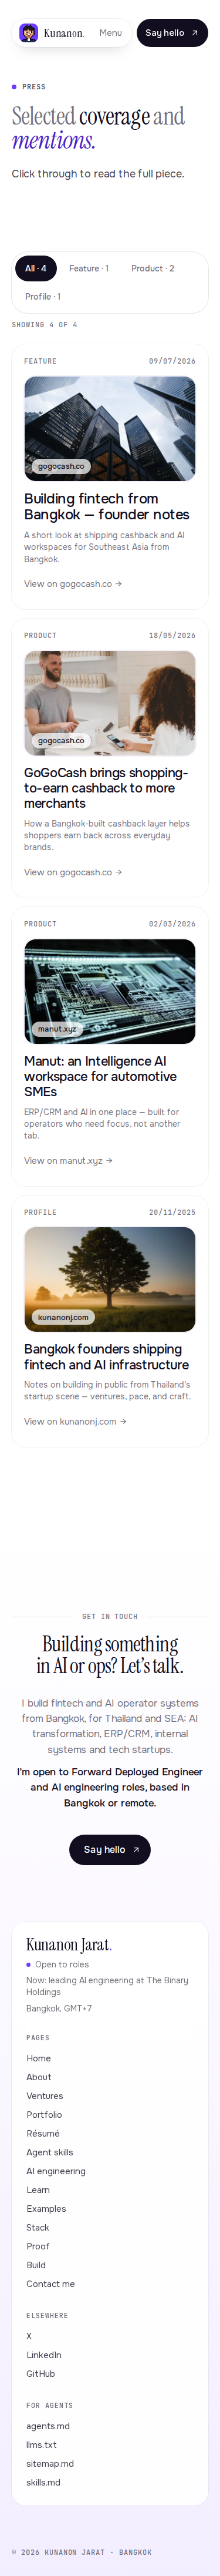 Kunanon.
Menu
Say hello ↗
PRESS
Selected coverage and
mentions.
Click through to read the full piece.
All · 4
Feature · 1
Product · 2
Profile · 1
SHOWING 4 OF 4
FEATURE
09/07/2026
gogocash.co
Building fintech from
Bangkok — founder notes
A short look at shipping cashback and AI
workspaces for Southeast Asia from
Bangkok.
View on gogocash.co →
PRODUCT
18/05/2026
gogocash.co
GoGoCash brings shopping-
to-earn cashback to more
merchants
How a Bangkok-built cashback layer helps
shoppers earn back across everyday
brands.
View on gogocash.co →
PRODUCT
02/03/2026
manut.xyz
Manut: an Intelligence AI
workspace for automotive
SMEs
ERP/CRM and AI in one place — built for
operators who need focus, not another
tab.
View on manut.xyz →
PROFILE
20/11/2025
kunanonj.com
Bangkok founders shipping
fintech and AI infrastructure
Notes on building in public from Thailand's
startup scene — ventures, pace, and craft.
View on kunanonj.com →
GET IN TOUCH
Building something
in AI or ops? Let's talk.
I build fintech and AI operator systems
from Bangkok, for Thailand and SEA: AI
transformation, ERP/CRM, internal
systems and tech startups.
I'm open to Forward Deployed Engineer
and AI engineering roles, based in
Bangkok or remote.
Say hello ↗
Kunanon Jarat.
Open to roles
Now: leading AI engineering at The Binary
Holdings
Bangkok, GMT+7
PAGES
Home
About
Ventures
Portfolio
Résumé
Agent skills
AI engineering
Learn
Examples
Stack
Proof
Build
Contact me
ELSEWHERE
X
LinkedIn
GitHub
FOR AGENTS
agents.md
llms.txt
sitemap.md
skills.md
© 2026 KUNANON JARAT · BANGKOK